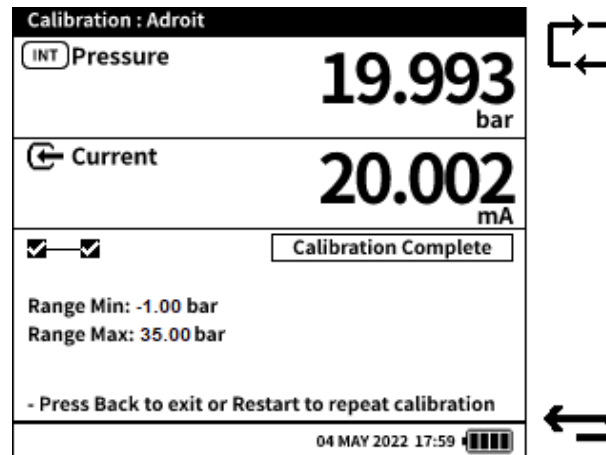 Calibration : Adroit
INT Pressure
19.993
bar
Current
20.002
mA
Calibration Complete
Range Min: -1.00 bar
Range Max: 35.00 bar
- Press Back to exit or Restart to repeat calibration
04 MAY 2022 17:59